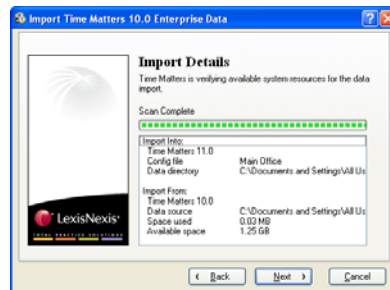 Import Time Matters 10.0 Enterprise Data
Import Details
Time Matters is verifying available system resources for the data
import.
Scan Complete
Import Into:
Time Matters 11.0
Config file Main Office
Data directory C:\Documents and Settings\All Us
Import From:
Time Matters 10.0
Data source C:\Documents and Settings\All Us
Space used 0.03 MB
Available space 1.25 GB
LexisNexis
TOTAL PRACTICE SOLUTIONS
< Back Next > Cancel